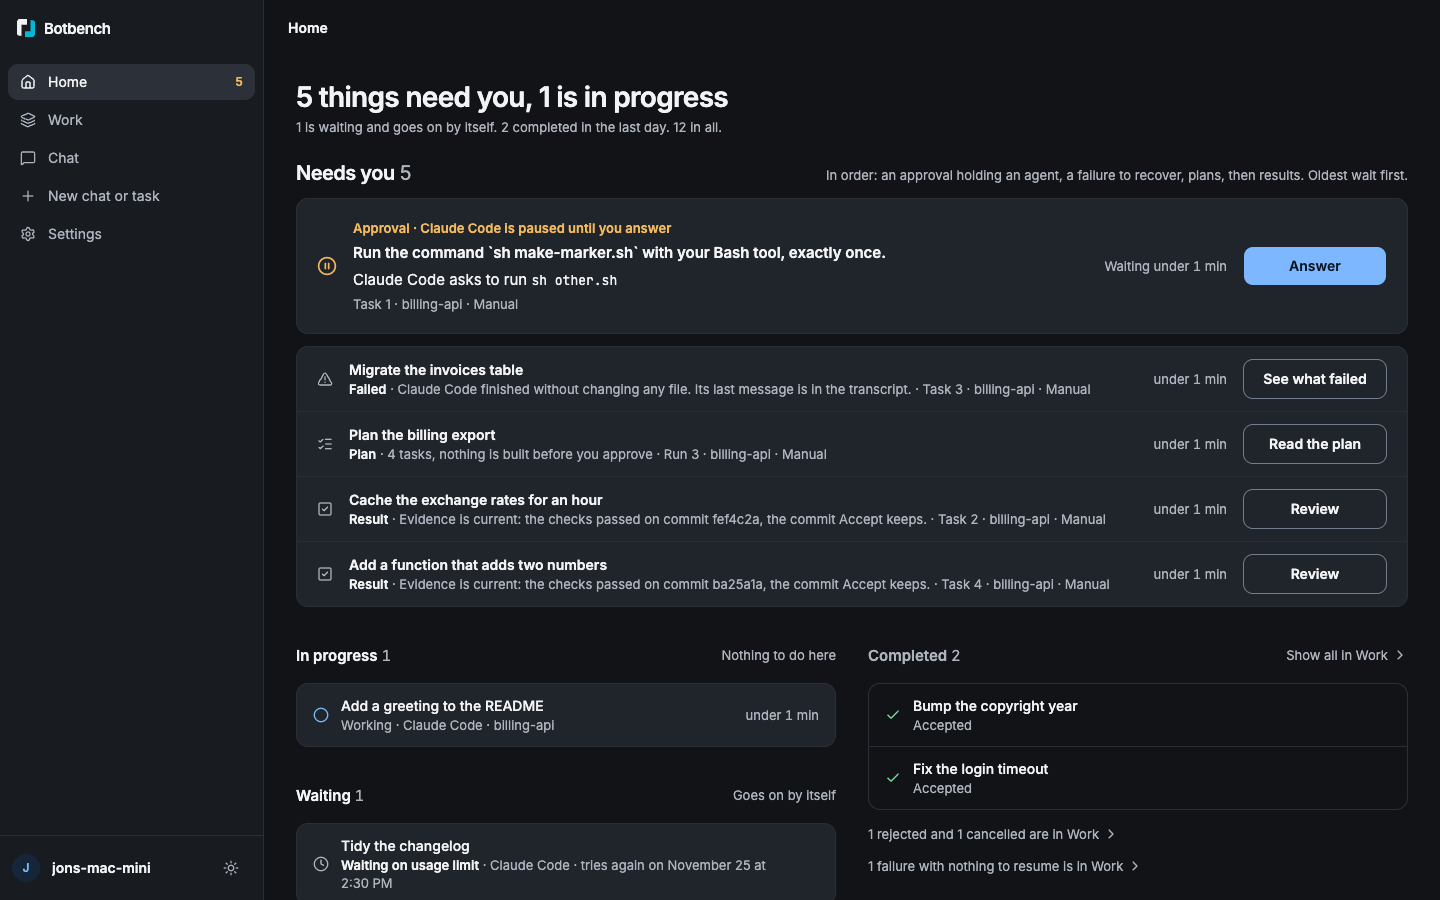 Botbench
Home
Home 5
Work
Chat
New chat or task
Settings
5 things need you, 1 is in progress
1 is waiting and goes on by itself. 2 completed in the last day. 12 in all.
Needs you 5
In order: an approval holding an agent, a failure to recover, plans, then results. Oldest wait first.
Approval · Claude Code is paused until you answer
Run the command `sh make-marker.sh` with your Bash tool, exactly once.
Claude Code asks to run sh other.sh
Task 1 · billing-api · Manual
Waiting under 1 min
Answer
Migrate the invoices table
Failed · Claude Code finished without changing any file. Its last message is in the transcript. · Task 3 · billing-api · Manual
under 1 min
See what failed
Plan the billing export
Plan · 4 tasks, nothing is built before you approve · Run 3 · billing-api · Manual
under 1 min
Read the plan
Cache the exchange rates for an hour
Result · Evidence is current: the checks passed on commit fef4c2a, the commit Accept keeps. · Task 2 · billing-api · Manual
under 1 min
Review
Add a function that adds two numbers
Result · Evidence is current: the checks passed on commit ba25a1a, the commit Accept keeps. · Task 4 · billing-api · Manual
under 1 min
Review
In progress 1
Nothing to do here
Add a greeting to the README
Working · Claude Code · billing-api
under 1 min
Waiting 1
Goes on by itself
Tidy the changelog
Waiting on usage limit · Claude Code · tries again on November 25 at
2:30 PM
Completed 2
Show all in Work
Bump the copyright year
Accepted
Fix the login timeout
Accepted
1 rejected and 1 cancelled are in Work
1 failure with nothing to resume is in Work
J
jons-mac-mini